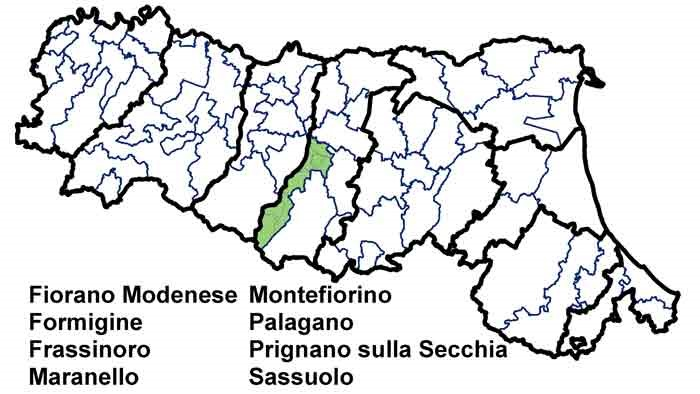 Fiorano Modenese
Formigine
Frassinoro
Maranello
Montefiorino
Palagano
Prignano sulla Secchia
Sassuolo